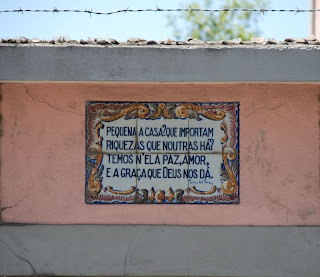 PEQUENA A CASA? QUE IMPORTAM
RIQUEZAS QUE NOUTRAS HÁ?
TEMOS N'ELA PAZ, AMOR,
E A GRAÇA QUE DEUS NOS DÁ.